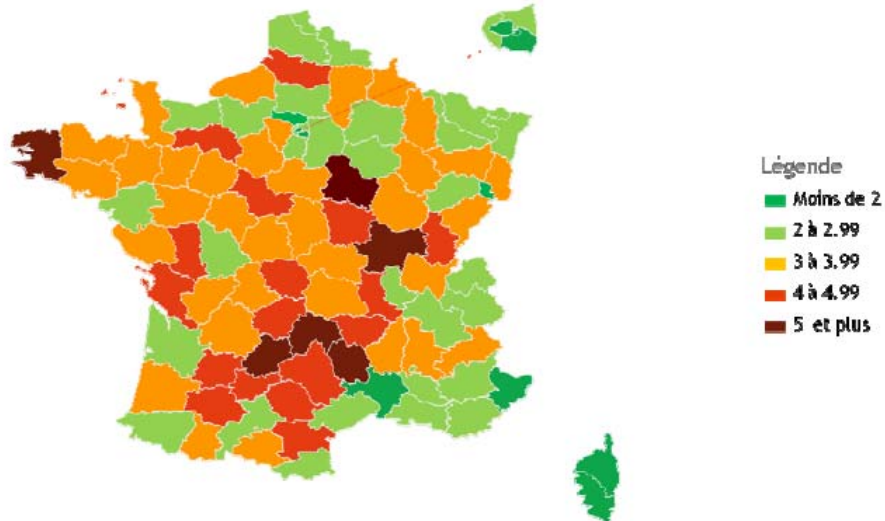 Légende
Moins de 2
2 à 2.99
3 à 3.99
4 à 4.99
5 et plus